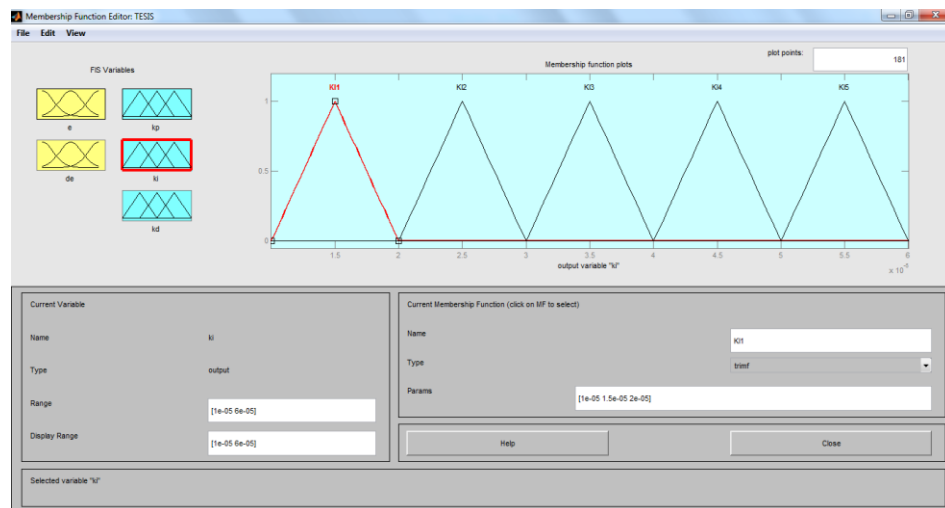 Membership Function Editor: TESIS
File Edit View
FIS Variables
e
kp
de
ki
kd
plot points: 181
Membership function plots
KI1 KI2 KI3 KI4 KI5
1
0.5
0
1.5 2 2.5 3 3.5 4 4.5 5 5.5 6
output variable "ki"
x 10⁻⁵
Current Variable
Name ki
Type output
Range [1e-05 6e-05]
Display Range [1e-05 6e-05]
Current Membership Function (click on MF to select)
Name KI1
Type trimf
Params [1e-05 1.5e-05 2e-05]
Help Close
Selected variable "ki"